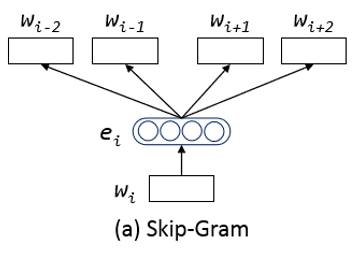 w_{i-2} w_{i-1} w_{i+1} w_{i+2}
e_i
w_i
(a) Skip-Gram